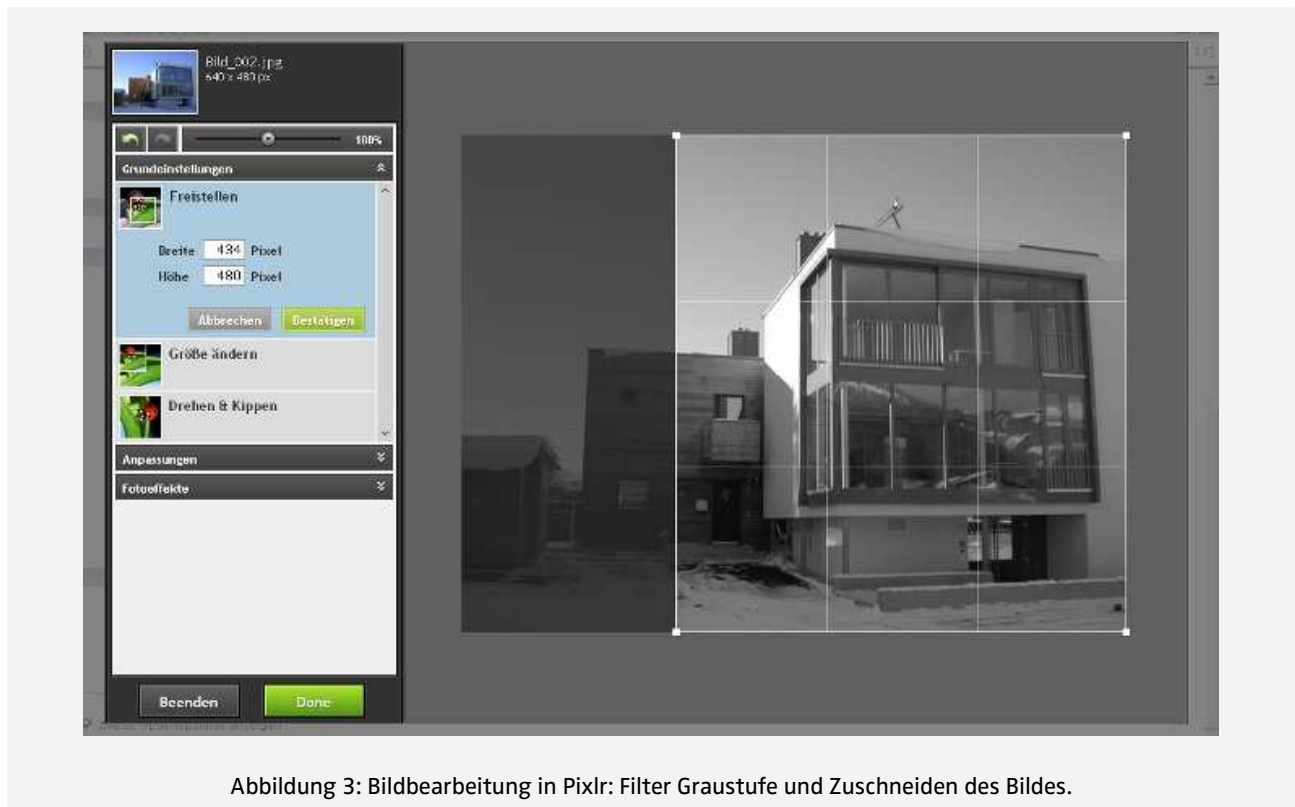 Bild_002.jpg
640 x 480 px
100%
Grundeinstellungen
Freistellen
Breite 434 Pixel
Höhe 480 Pixel
Abbrechen Bestätigen
Größe ändern
Drehen & Kippen
Anpassungen
Fotoeffekte
Beenden Done
Abbildung 3: Bildbearbeitung in Pixlr: Filter Graustufe und Zuschneiden des Bildes.